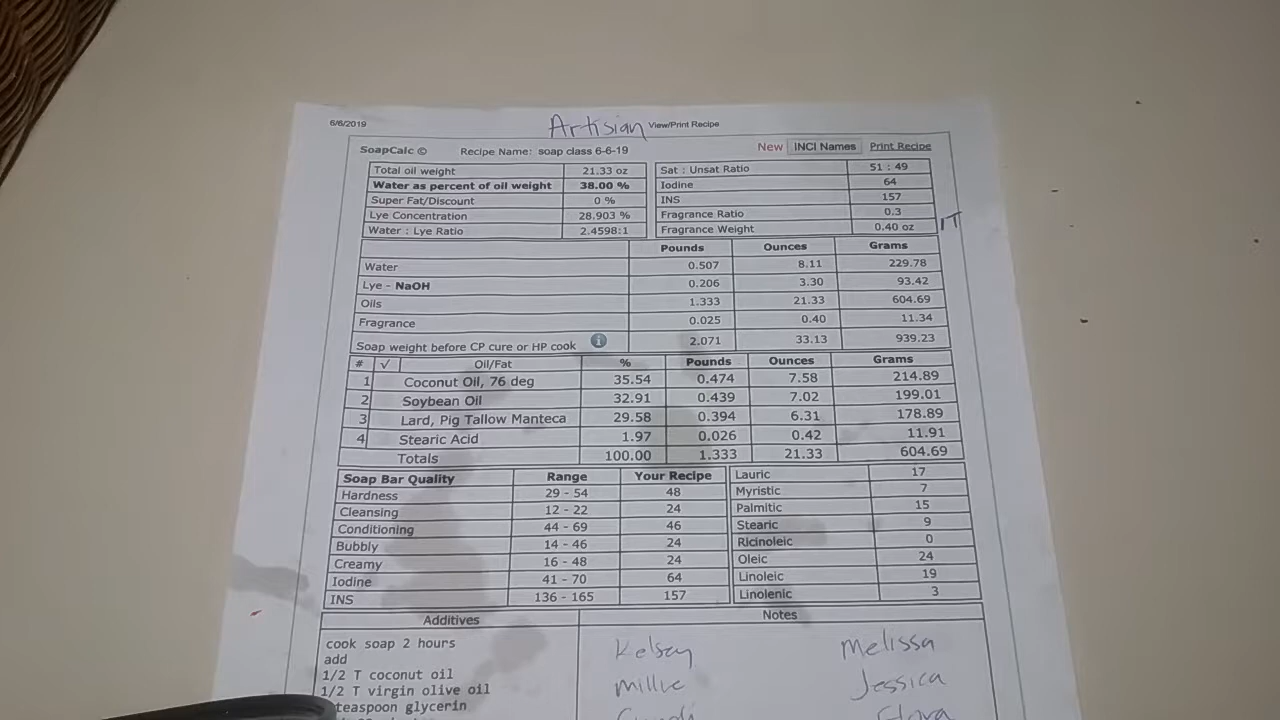 6/6/2019 Artisian View/Print Recipe
SoapCalc © Recipe Name: soap class 6-6-19 New INCI Names Print Recipe
Total oil weight 21.33 oz Sat : Unsat Ratio 51 : 49
Water as percent of oil weight 38.00 % Iodine 64
Super Fat/Discount 0 % INS 157
Lye Concentration 28.903 % Fragrance Ratio 0.3
Water : Lye Ratio 2.4598:1 Fragrance Weight 0.40 oz 1T
Pounds Ounces Grams
Water 0.507 8.11 229.78
Lye - NaOH 0.206 3.30 93.42
Oils 1.333 21.33 604.69
Fragrance 0.025 0.40 11.34
Soap weight before CP cure or HP cook i 2.071 33.13 939.23
# √ Oil/Fat % Pounds Ounces Grams
1 Coconut Oil, 76 deg 35.54 0.474 7.58 214.89
2 Soybean Oil 32.91 0.439 7.02 199.01
3 Lard, Pig Tallow Manteca 29.58 0.394 6.31 178.89
4 Stearic Acid 1.97 0.026 0.42 11.91
Totals 100.00 1.333 21.33 604.69
Soap Bar Quality Range Your Recipe Lauric 17
Hardness 29 - 54 48 Myristic 7
Cleansing 12 - 22 24 Palmitic 15
Conditioning 44 - 69 46 Stearic 9
Bubbly 14 - 46 24 Ricinoleic 0
Creamy 16 - 48 24 Oleic 24
Iodine 41 - 70 64 Linoleic 19
INS 136 - 165 157 Linolenic 3
Additives Notes
cook soap 2 hours Kelsey Melissa
add
1/2 T coconut oil Millie Jessica
1/2 T virgin olive oil
teaspoon glycerin